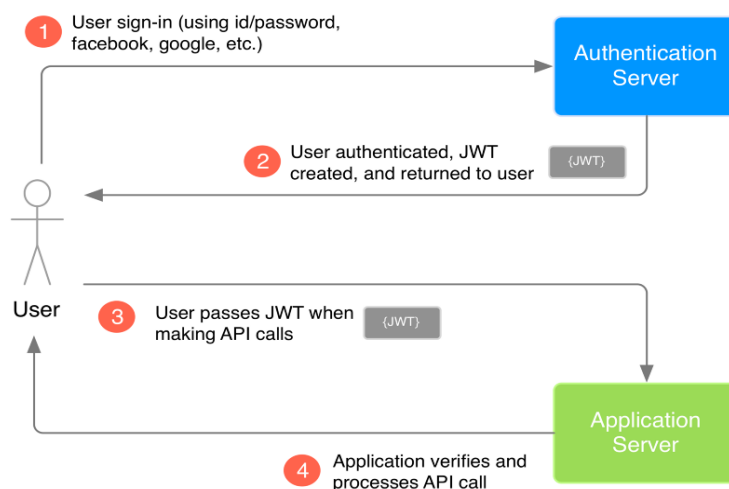 1
User sign-in (using id/password,
facebook, google, etc.)
Authentication
Server
2
User authenticated, JWT
created, and returned to user
{JWT}
User
3
User passes JWT when
making API calls
{JWT}
Application
Server
4
Application verifies and
processes API call